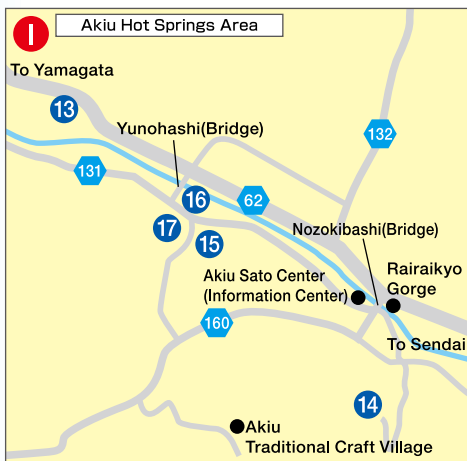 I
Akiu Hot Springs Area
To Yamagata
13
Yunohashi(Bridge)
132
131
16
62
17
15
Nozokibashi(Bridge)
Akiu Sato Center
(Information Center)
Rairaikyo
Gorge
160
To Sendai
14
Akiu
Traditional Craft Village